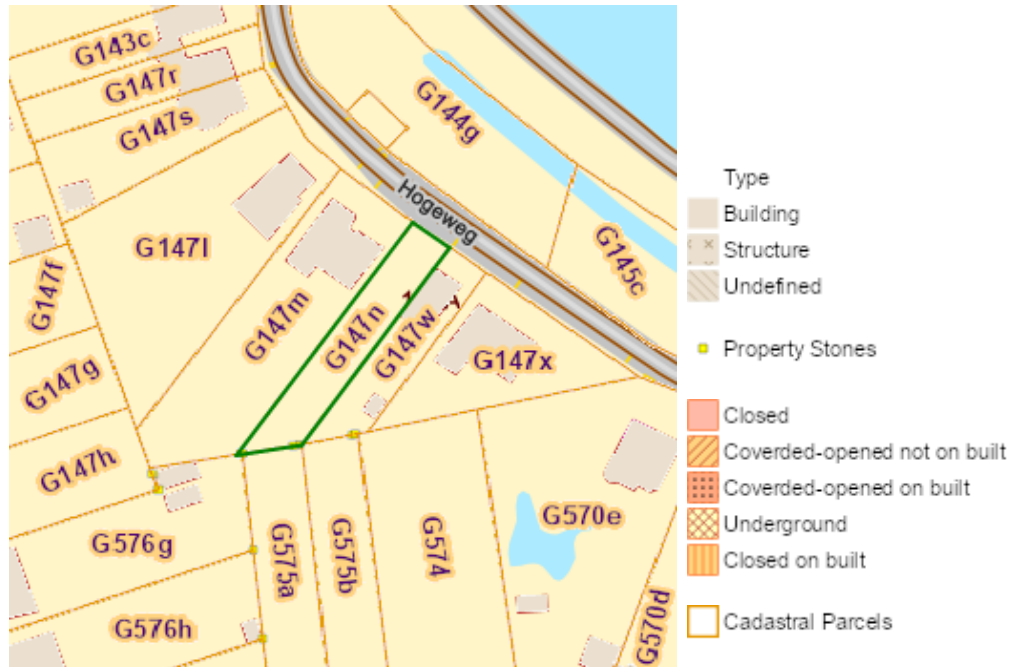 G143c
G147r
G147s
G144g
Hogeweg
G147l
G145c
G147f
G147m
G147n
G147w
G147x
G147g
G147h
G570e
G576g
G575a
G575b
G574
G576h
G570d
Type
Building
Structure
Undefined
Property Stones
Closed
Coverded-opened not on built
Coverded-opened on built
Underground
Closed on built
Cadastral Parcels